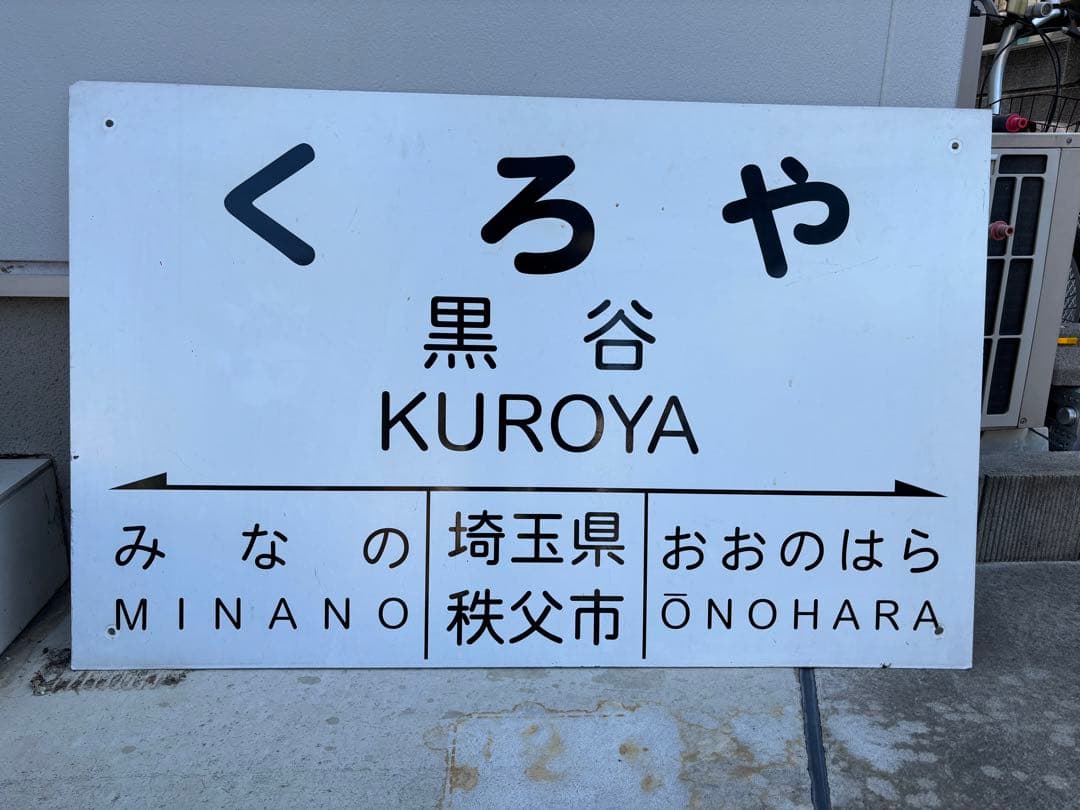 くろや
黒谷
KUROYA
みなの 埼玉県 おおのはら
MINANO 秩父市 ŌNOHARA